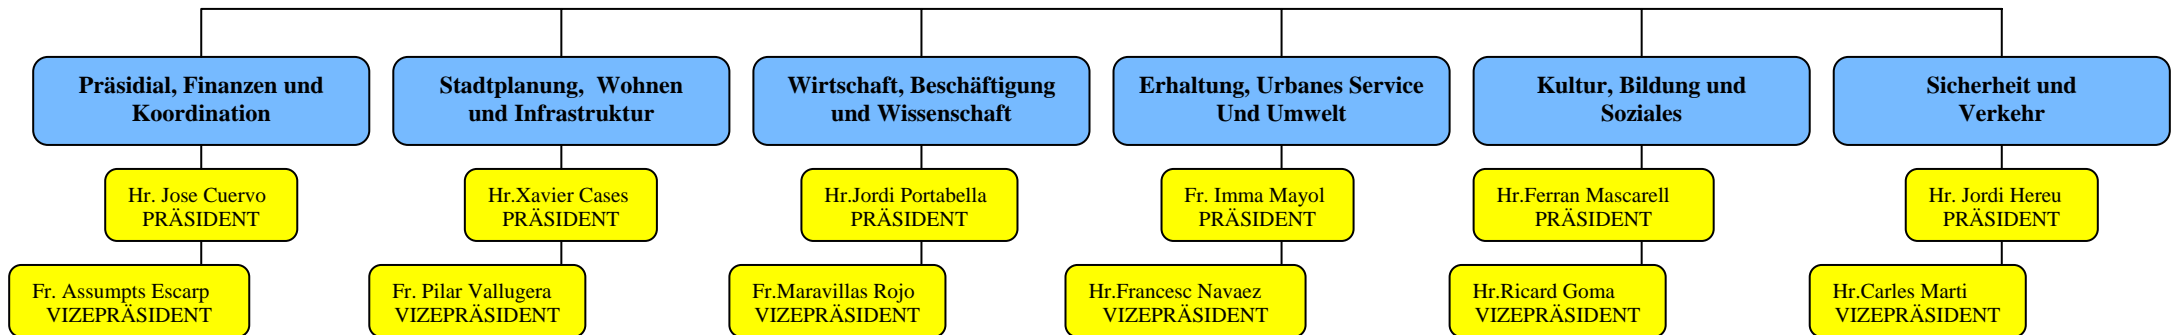 Präsidial, Finanzen und
Koordination
Stadtplanung, Wohnen
und Infrastruktur
Wirtschaft, Beschäftigung
und Wissenschaft
Erhaltung, Urbanes Service
Und Umwelt
Kultur, Bildung und
Soziales
Sicherheit und
Verkehr
Hr. Jose Cuervo
PRÄSIDENT
Hr.Xavier Cases
PRÄSIDENT
Hr.Jordi Portabella
PRÄSIDENT
Fr. Imma Mayol
PRÄSIDENT
Hr.Ferran Mascarell
PRÄSIDENT
Hr. Jordi Hereu
PRÄSIDENT
Fr. Assumpts Escarp
VIZEPRÄSIDENT
Fr. Pilar Vallugera
VIZEPRÄSIDENT
Fr.Maravillas Rojo
VIZEPRÄSIDENT
Hr.Francesc Navaez
VIZEPRÄSIDENT
Hr.Ricard Goma
VIZEPRÄSIDENT
Hr.Carles Marti
VIZEPRÄSIDENT